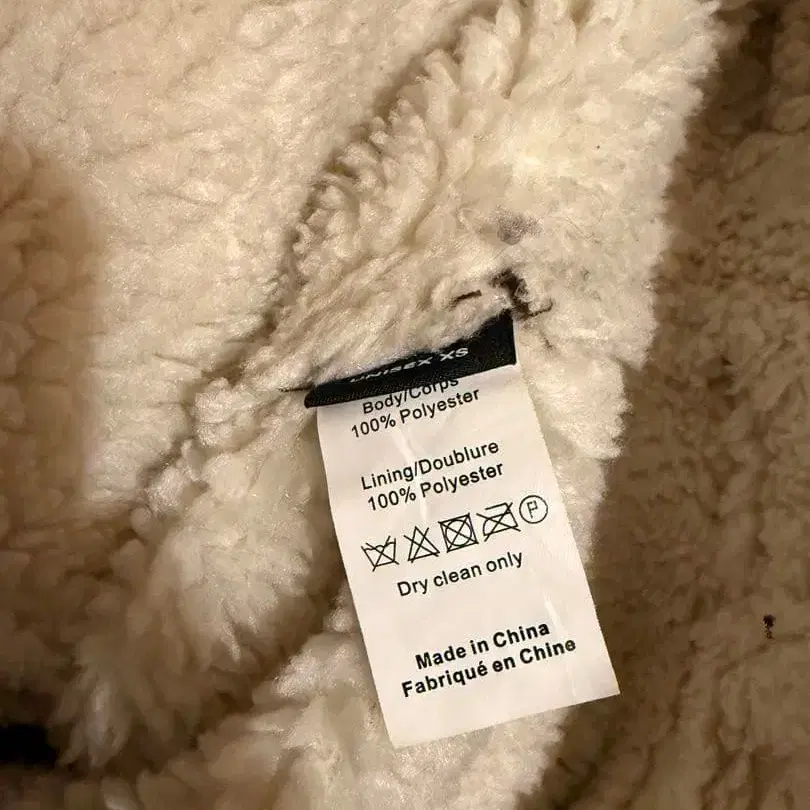 UNISEX XS
Body/Corps
100% Polyester
Lining/Doublure
100% Polyester
P
Dry clean only
Made in China
Fabriqué en Chine